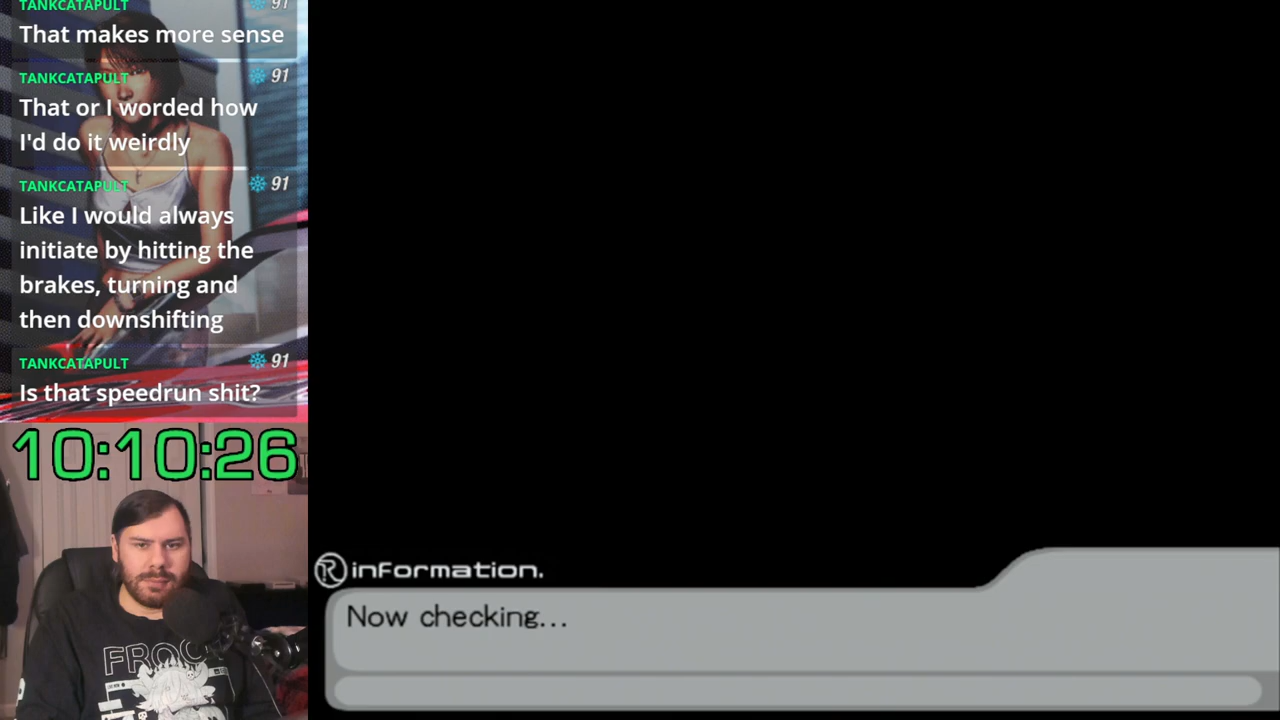 TANKCATAPULT 91
That makes more sense
TANKCATAPULT 91
That or I worded how
I'd do it weirdly
TANKCATAPULT 91
Like I would always
initiate by hitting the
brakes, turning and
then downshifting
TANKCATAPULT 91
Is that speedrun shit?
10:10:26
FROG
R information.
Now checking...